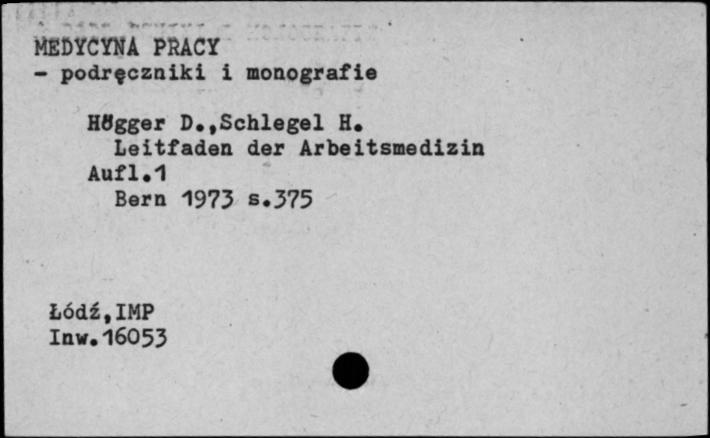 MEDYCYNA PRACY
- podręczniki i monografie
Högger D.,Schlegel H.
Leitfaden der Arbeitsmedizin
Aufl.1
Bern 1973 s.375
Łódź,IMP
Inw.16053